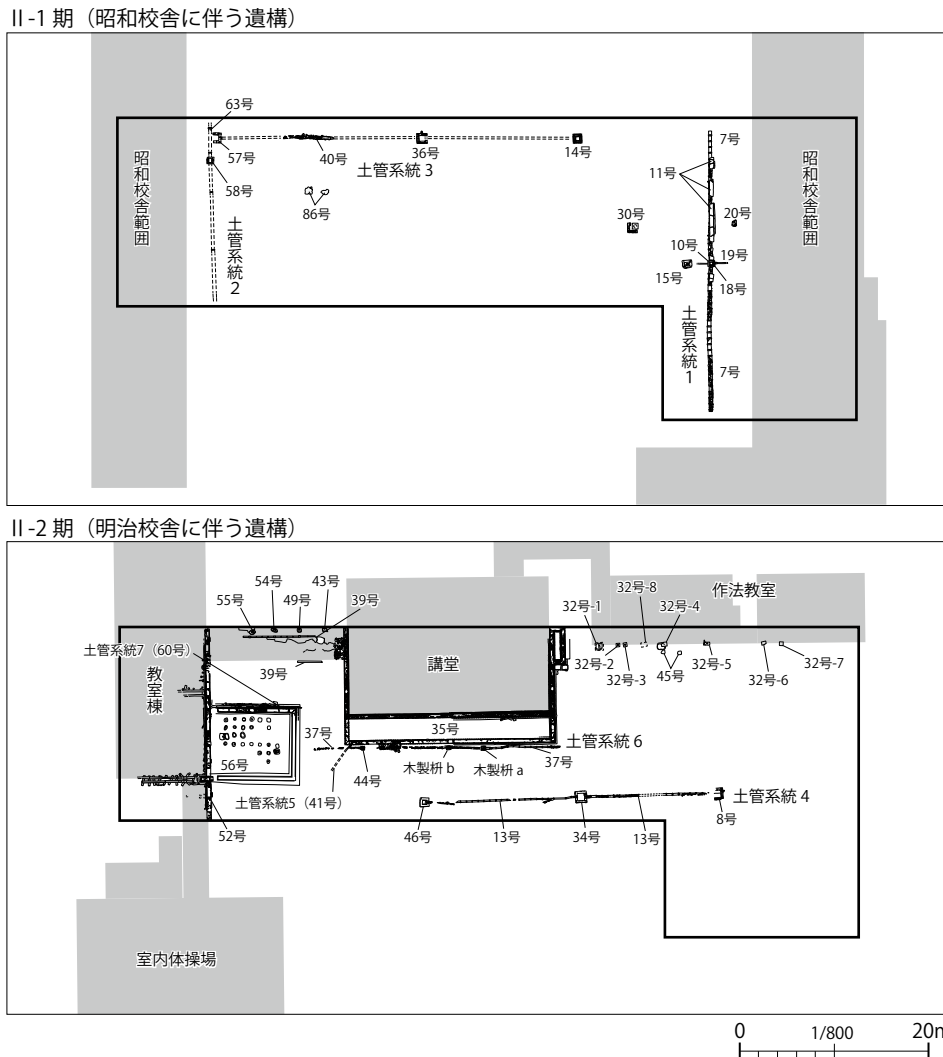 Ⅱ-1 期（昭和校舎に伴う遺構）
63号
57号
40号
36号
14号
土管系統 3
58号
86号
昭和校舎範囲
土管系統 2
7号
11号
30号
20号
10号
19号
15号
18号
土管系統 1
7号
昭和校舎範囲
Ⅱ-2 期（明治校舎に伴う遺構）
55号
54号
49号
43号
39号
32号-1
32号-8
32号-4
作法教室
土管系統7（60号）
39号
講堂
32号-2
32号-3
45号
32号-5
32号-6
32号-7
教室棟
56号
37号
35号
土管系統 6
44号
木製枡 b
木製枡 a
37号
土管系統5（41号）
土管系統 4
52号
46号
13号
34号
13号
8号
室内体操場
0 1/800 20m